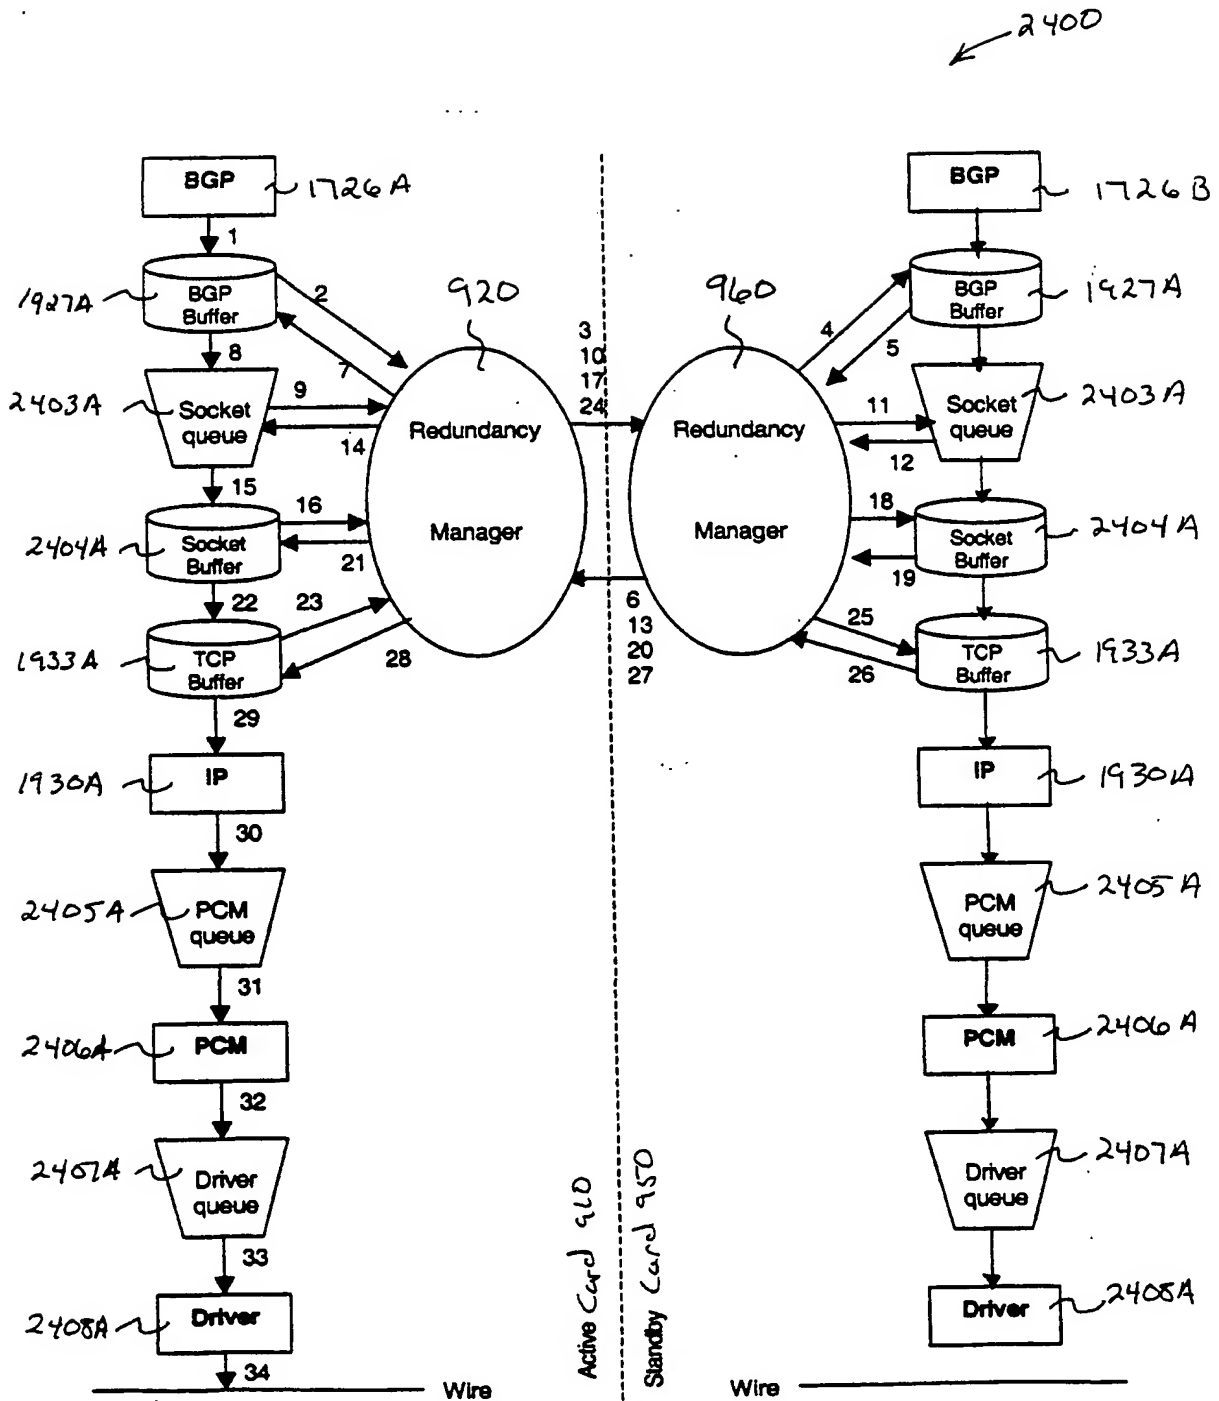 2400
BGP
1726A
1
BGP
Buffer
1927A
2
7
8
Socket
queue
2403A
9
14
15
Socket
Buffer
2404A
16
21
22
23
TCP
Buffer
1933A
28
29
IP
1930A
30
PCM
queue
2405A
31
PCM
2406A
32
Driver
queue
2407A
33
Driver
2408A
34
Wire
920
Redundancy
Manager
3
10
17
24
6
13
20
27
Active Card 910
Standby Card 950
960
Redundancy
Manager
BGP
1726B
BGP
Buffer
1927A
4
5
Socket
queue
2403A
11
12
Socket
Buffer
2404A
18
19
TCP
Buffer
1933A
25
26
IP
1930A
PCM
queue
2405A
PCM
2406A
Driver
queue
2407A
Driver
2408A
Wire